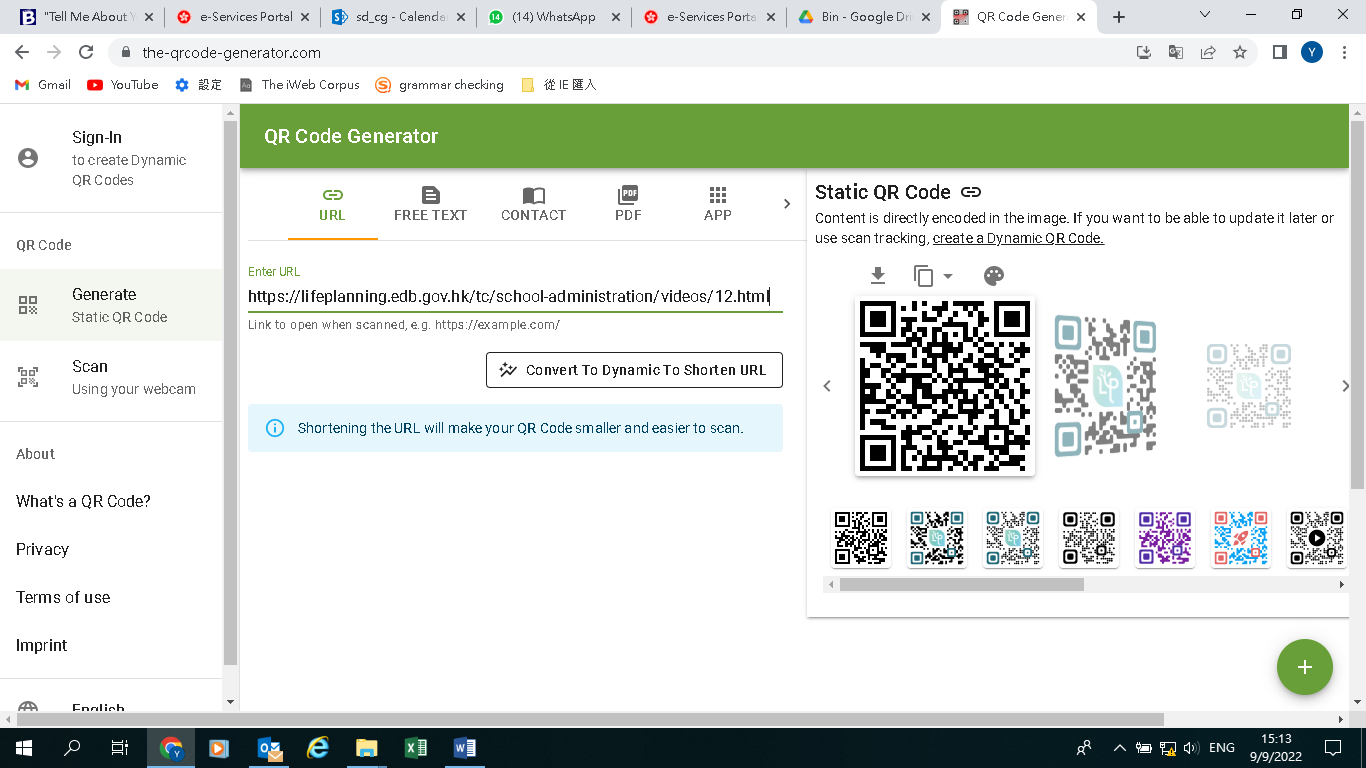 "Tell Me About Y
e-Services Portal
sd_cg - Calenda
(14) WhatsApp
e-Services Porta
Bin - Google Dri
QR Code Gener
the-qrcode-generator.com
Y
Gmail
YouTube
設定
The iWeb Corpus
grammar checking
從 IE 匯入
Sign-In
to create Dynamic
QR Codes
QR Code
Generate
Static QR Code
Scan
Using your webcam
About
What's a QR Code?
Privacy
Terms of use
Imprint
English
QR Code Generator
URL
FREE TEXT
CONTACT
PDF
APP
Enter URL
https://lifeplanning.edb.gov.hk/tc/school-administration/videos/12.html
Link to open when scanned, e.g. https://example.com/
Convert To Dynamic To Shorten URL
Shortening the URL will make your QR Code smaller and easier to scan.
Static QR Code
Content is directly encoded in the image. If you want to be able to update it later or
use scan tracking, create a Dynamic QR Code.
ENG
15:13
9/9/2022